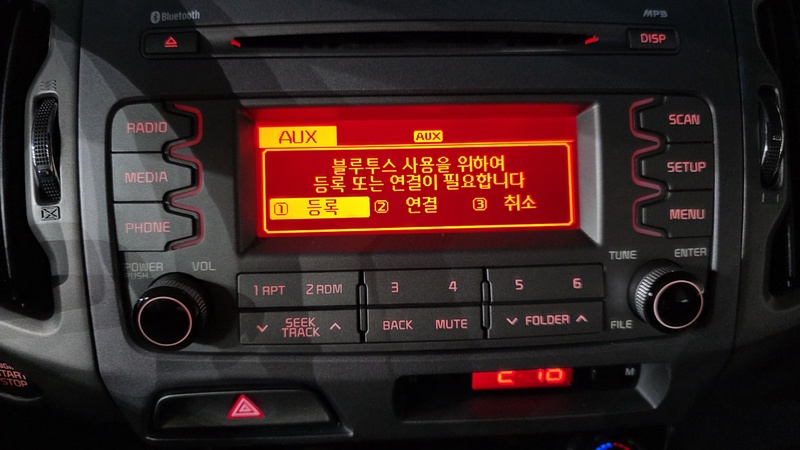 Bluetooth
MP3
DISP
RADIO
MEDIA
PHONE
AUX
AUX
블루투스 사용을 위하여
등록 또는 연결이 필요합니다
1 등록 2 연결 3 취소
SCAN
SETUP
MENU
POWER
PUSH
VOL
TUNE
ENTER
1 RPT 2 RDM 3 4 5 6
SEEK
TRACK
BACK MUTE
FOLDER
FILE
START
STOP
M